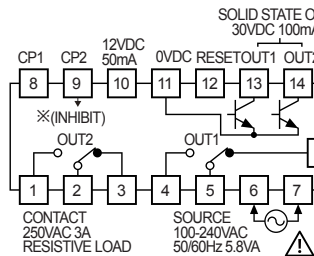 SOLID STATE O
30VDC 100mA
CP1 CP2 12VDC 50mA 0VDC RESET OUT1 OUT2
8 9 10 11 12 13 14
※(INHIBIT)
OUT2 OUT1
1 2 3 4 5 6 7
CONTACT
250VAC 3A
RESISTIVE LOAD
SOURCE
100-240VAC
50/60Hz 5.8VA